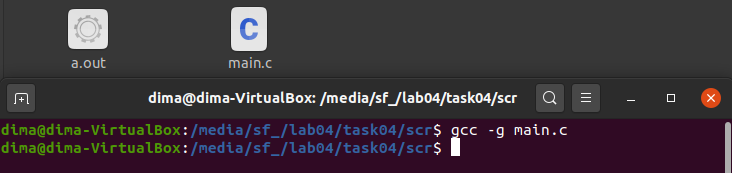 a.out
main.c
dima@dima-VirtualBox: /media/sf_/lab04/task04/scr
dima@dima-VirtualBox:/media/sf_/lab04/task04/scr$ gcc -g main.c
dima@dima-VirtualBox:/media/sf_/lab04/task04/scr$